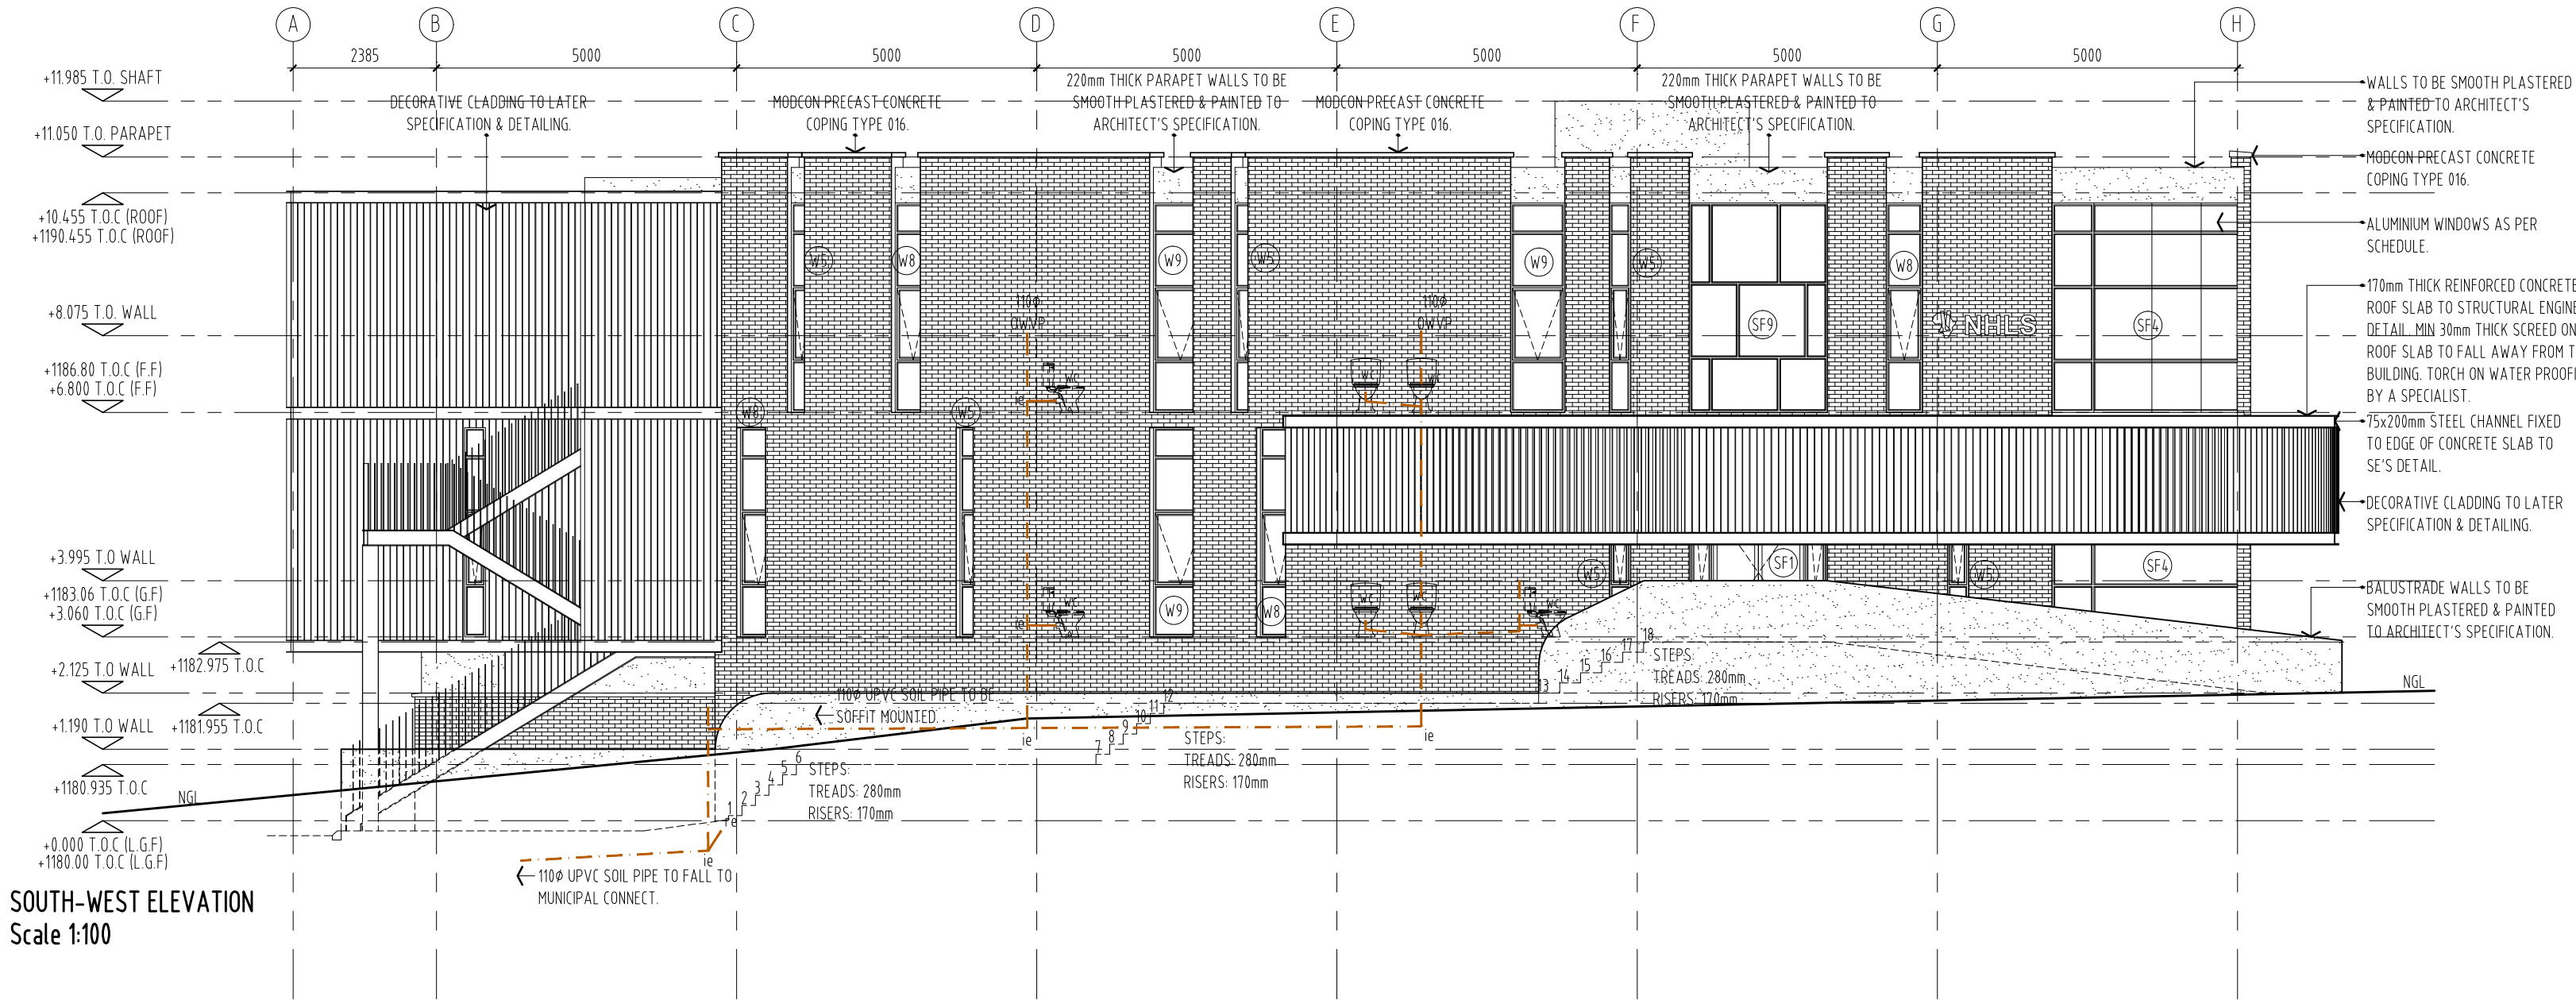 A B C D E F G H
2385 5000 5000 5000 5000 5000 5000
+11.985 T.O. SHAFT
+11.050 T.O. PARAPET
+10.455 T.O.C (ROOF)
+1190.455 T.O.C (ROOF)
+8.075 T.O. WALL
+1186.80 T.O.C (F.F)
+6.800 T.O.C (F.F)
+3.995 T.O WALL
+1183.06 T.O.C (G.F)
+3.060 T.O.C (G.F)
+1182.975 T.O.C
+2.125 T.O WALL
+1181.955 T.O.C
+1.190 T.O WALL
+1180.935 T.O.C
NGL
+0.000 T.O.C (L.G.F)
+1180.00 T.O.C (L.G.F)
DECORATIVE CLADDING TO LATER
SPECIFICATION & DETAILING.
MODCON PRECAST CONCRETE
COPING TYPE 016.
220mm THICK PARAPET WALLS TO BE
SMOOTH PLASTERED & PAINTED TO
ARCHITECT'S SPECIFICATION.
MODCON PRECAST CONCRETE
COPING TYPE 016.
220mm THICK PARAPET WALLS TO BE
SMOOTH PLASTERED & PAINTED TO
ARCHITECT'S SPECIFICATION.
WALLS TO BE SMOOTH PLASTERED
& PAINTED TO ARCHITECT'S
SPECIFICATION.
MODCON PRECAST CONCRETE
COPING TYPE 016.
ALUMINIUM WINDOWS AS PER
SCHEDULE.
170mm THICK REINFORCED CONCRETE
ROOF SLAB TO STRUCTURAL ENGINE
DETAIL. MIN 30mm THICK SCREED ON
ROOF SLAB TO FALL AWAY FROM T
BUILDING. TORCH ON WATER PROOFI
BY A SPECIALIST.
75x200mm STEEL CHANNEL FIXED
TO EDGE OF CONCRETE SLAB TO
SE'S DETAIL.
DECORATIVE CLADDING TO LATER
SPECIFICATION & DETAILING.
BALUSTRADE WALLS TO BE
SMOOTH PLASTERED & PAINTED
TO ARCHITECT'S SPECIFICATION.
NGL
W5 W8 W9 W5 W9 W5 W8
SF9 NHLS SF4
110Ø
OWVP
110Ø
OWVP
WC WC WC
ie
W8 W5
W5 SF1 W5 SF4
WC WC WC WC
ie
W9 W8
13 14 15 16 17 18
STEPS:
TREADS: 280mm
RISERS: 170mm
110Ø UPVC SOIL PIPE TO BE
SOFFIT MOUNTED.
ie
ie
7 8 9 10 11 12
STEPS:
TREADS: 280mm
RISERS: 170mm
1 2 3 4 5 6
STEPS:
TREADS: 280mm
RISERS: 170mm
re
ie
110Ø UPVC SOIL PIPE TO FALL TO
MUNICIPAL CONNECT.
SOUTH-WEST ELEVATION
Scale 1:100